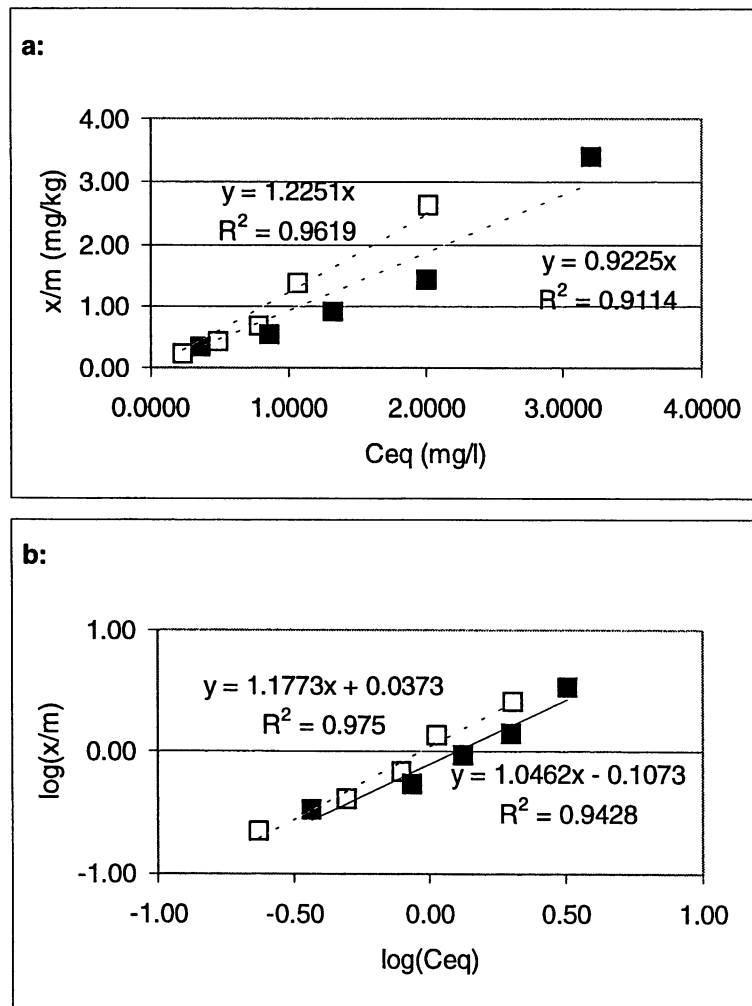 a:
4.00
3.00
2.00
1.00
0.00
x/m (mg/kg)
y = 1.2251x
R² = 0.9619
y = 0.9225x
R² = 0.9114
0.0000 1.0000 2.0000 3.0000 4.0000
Ceq (mg/l)
b:
1.00
0.00
-1.00
log(x/m)
y = 1.1773x + 0.0373
R² = 0.975
y = 1.0462x - 0.1073
R² = 0.9428
-1.00 -0.50 0.00 0.50 1.00
log(Ceq)